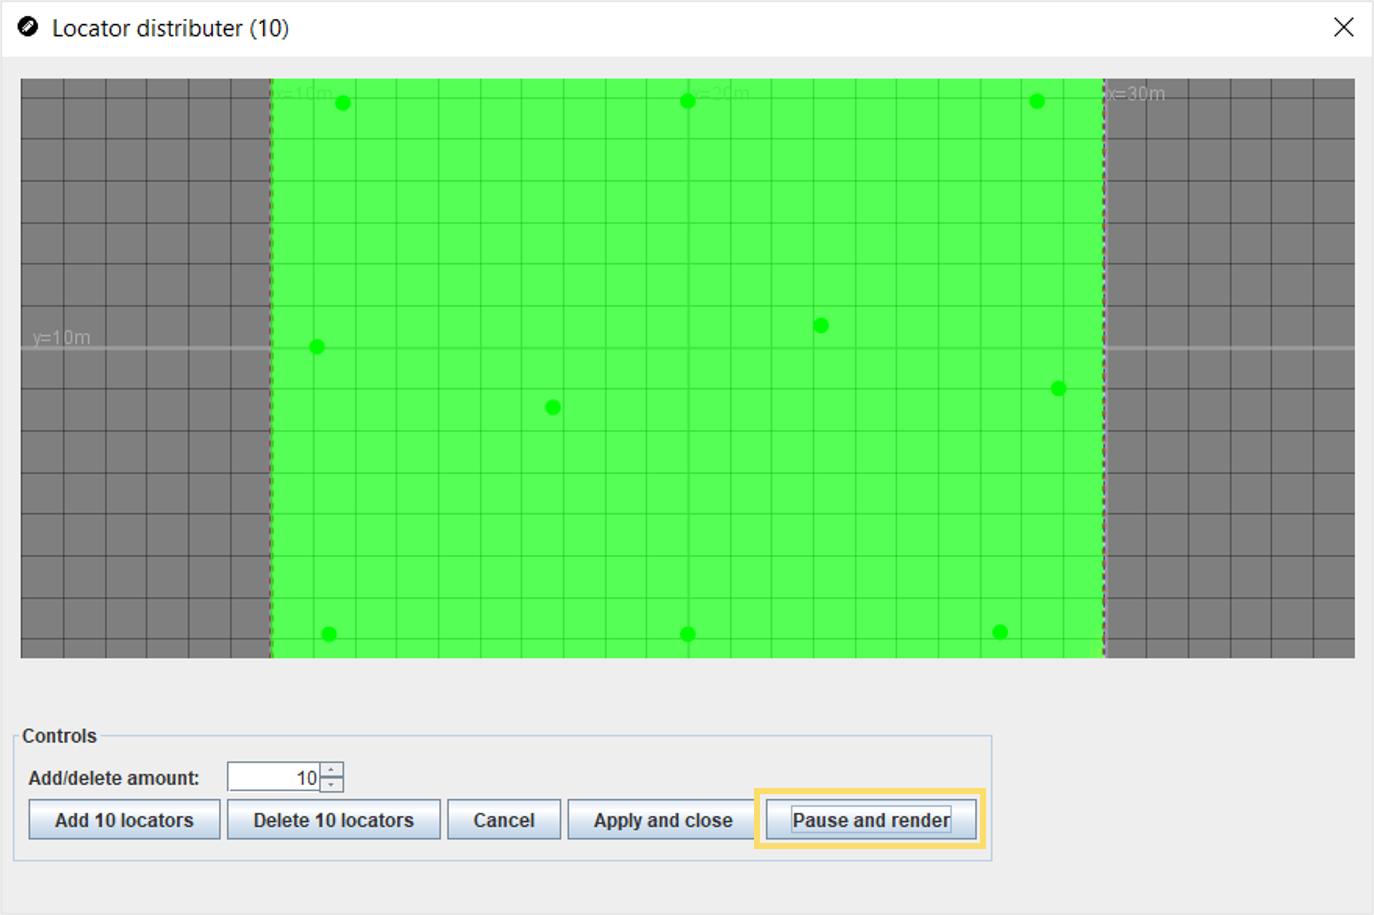 Locator distributer (10)
x=10m
x=20m
x=30m
y=10m
Controls
Add/delete amount:
10
Add 10 locators
Delete 10 locators
Cancel
Apply and close
Pause and render